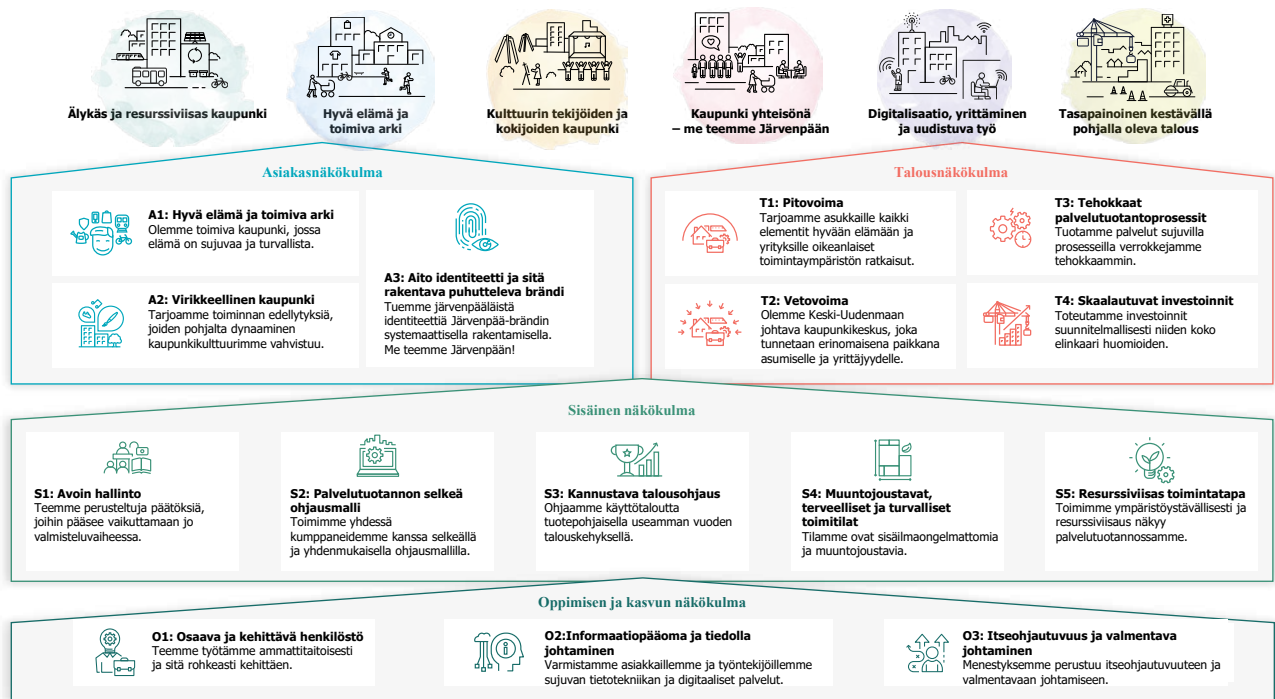 Älykäs ja resurssiviisas kaupunki
Hyvä elämä ja
toimiva arki
Kulttuurin tekijöiden ja
kokijoiden kaupunki
Kaupunki yhteisönä
– me teemme Järvenpään
Digitalisaatio, yrittäminen
ja uudistuva työ
Tasapainoinen kestävällä
pohjalla oleva talous
Asiakasnäkökulma
A1: Hyvä elämä ja toimiva arki
Olemme toimiva kaupunki, jossa
elämä on sujuvaa ja turvallista.
A2: Virikkeellinen kaupunki
Tarjoamme toiminnan edellytyksiä,
joiden pohjalta dynaaminen
kaupunkikulttuurimme vahvistuu.
A3: Aito identiteetti ja sitä
rakentava puhutteleva brändi
Tuemme järvenpääläistä
identiteettiä Järvenpää-brändin
systemaattisella rakentamisella.
Me teemme Järvenpään!
Talousnäkökulma
T1: Pitovoima
Tarjoamme asukkaille kaikki
elementit hyvään elämään ja
yrityksille oikeanlaiset
toimintaympäristön ratkaisut.
T2: Vetovoima
Olemme Keski-Uudenmaan
johtava kaupunkikeskus, joka
tunnetaan erinomaisena paikkana
asumiselle ja yrittäjyydelle.
T3: Tehokkaat
palvelutuotantoprosessit
Tuotamme palvelut sujuvilla
prosesseilla verrokkejamme
tehokkaammin.
T4: Skaalautuvat investoinnit
Toteutamme investoinnit
suunnitelmallisesti niiden koko
elinkaari huomioiden.
Sisäinen näkökulma
S1: Avoin hallinto
Teemme perusteltuja päätöksiä,
joihin pääsee vaikuttamaan jo
valmisteluvaiheessa.
S2: Palvelutuotannon selkeä
ohjausmalli
Toimimme yhdessä
kumppaneidemme kanssa selkeällä
ja yhdenmukaisella ohjausmallilla.
S3: Kannustava talousohjaus
Ohjaamme käyttötaloutta
tuotepohjaisella useamman vuoden
talouskehyksellä.
S4: Muuntojoustavat,
terveelliset ja turvalliset
toimitilat
Tilamme ovat sisäilmaongelmattomia
ja muuntojoustavia.
S5: Resurssiviisas toimintatapa
Toimimme ympäristöystävällisesti ja
resurssiviisaus näkyy
palvelutuotannossamme.
Oppimisen ja kasvun näkökulma
O1: Osaava ja kehittävä henkilöstö
Teemme työtämme ammattitaitoisesti
ja sitä rohkeasti kehittäen.
O2:Informaatiopääoma ja tiedolla
johtaminen
Varmistamme asiakkaillemme ja työntekijöillemme
sujuvan tietotekniikan ja digitaaliset palvelut.
O3: Itseohjautuvuus ja valmentava
johtaminen
Menestyksemme perustuu itseohjautuvuuteen ja
valmentavaan johtamiseen.